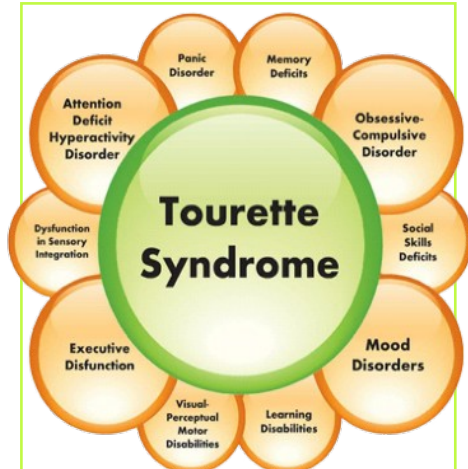 Panic
Disorder
Memory
Deficits
Attention
Deficit
Hyperactivity
Disorder
Obsessive-
Compulsive
Disorder
Tourette
Syndrome
Dysfunction
in Sensory
Integration
Social
Skills
Deficits
Executive
Disfunction
Mood
Disorders
Visual-
Perceptual
Motor
Disabilities
Learning
Disabilities